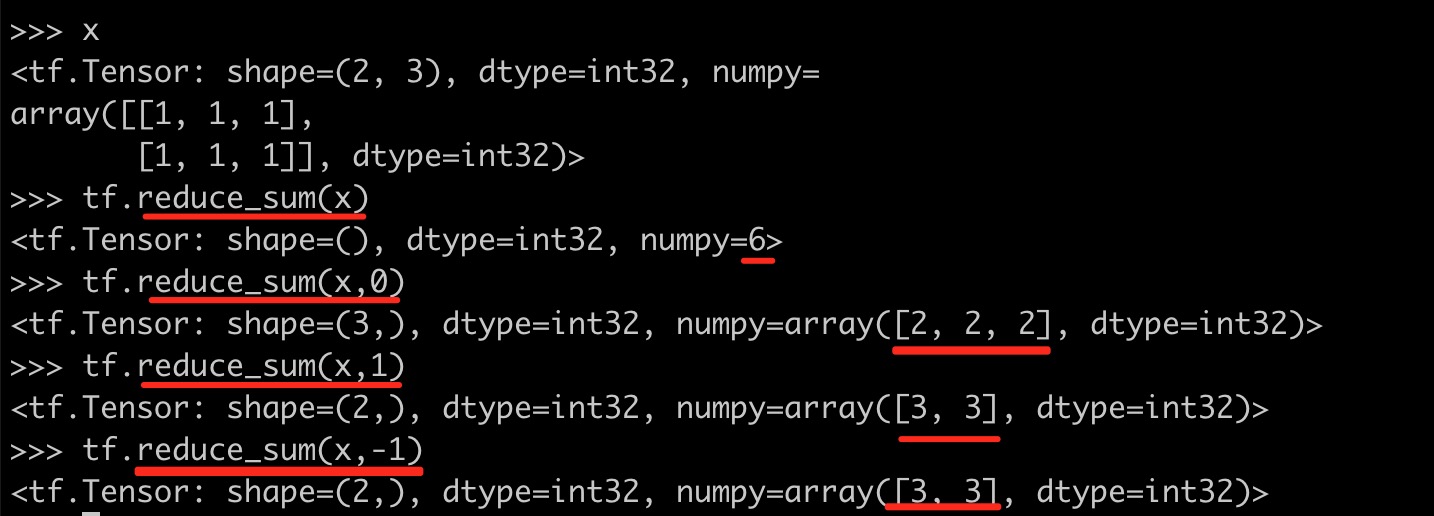 >>> x
<tf.Tensor: shape=(2, 3), dtype=int32, numpy=
array([[1, 1, 1],
       [1, 1, 1]], dtype=int32)>
>>> tf.reduce_sum(x)
<tf.Tensor: shape=(), dtype=int32, numpy=6>
>>> tf.reduce_sum(x,0)
<tf.Tensor: shape=(3,), dtype=int32, numpy=array([2, 2, 2], dtype=int32)>
>>> tf.reduce_sum(x,1)
<tf.Tensor: shape=(2,), dtype=int32, numpy=array([3, 3], dtype=int32)>
>>> tf.reduce_sum(x,-1)
<tf.Tensor: shape=(2,), dtype=int32, numpy=array([3, 3], dtype=int32)>